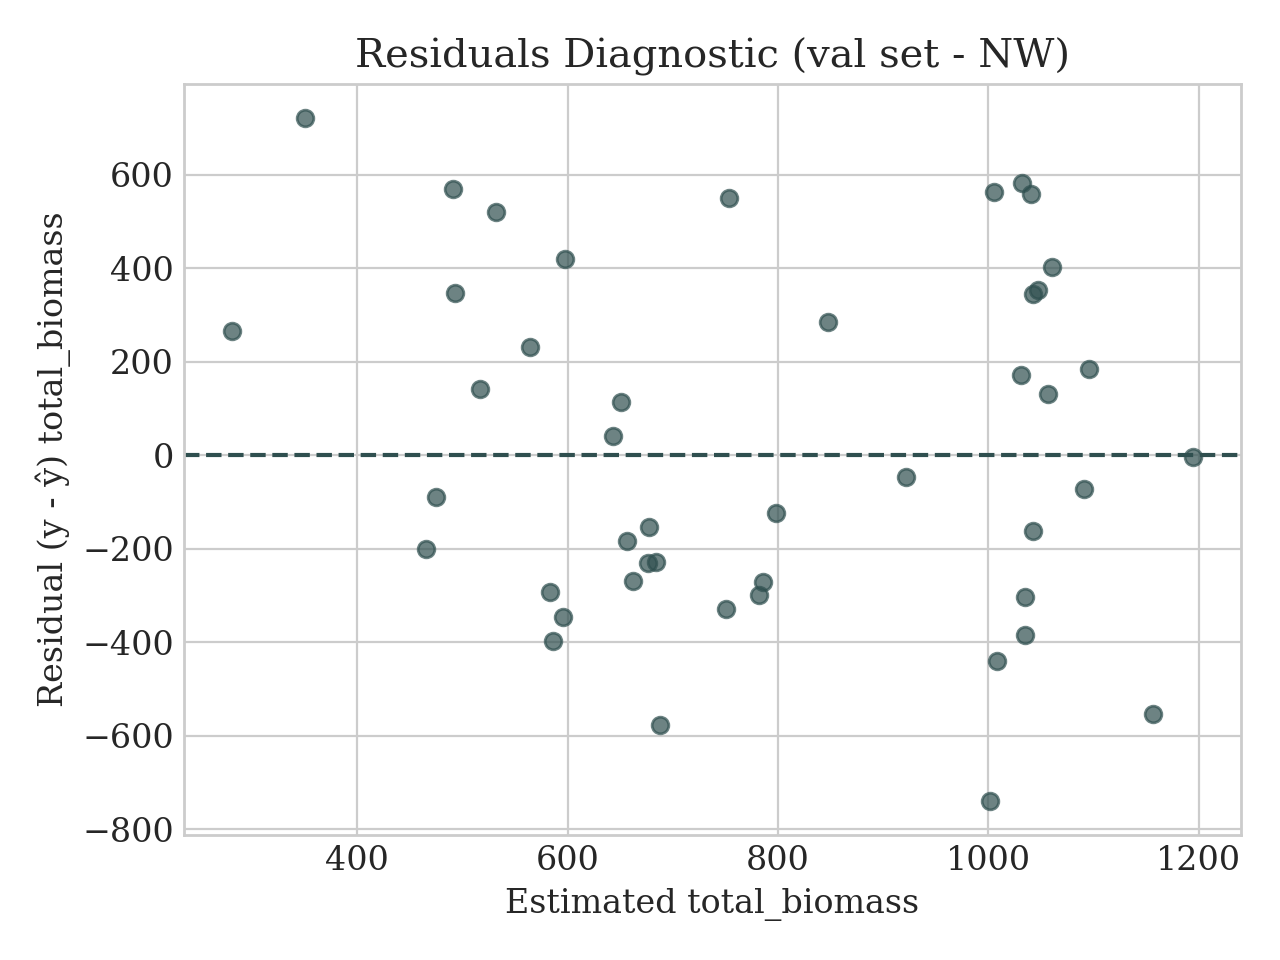 Residuals Diagnostic (val set - NW)
Residual (y - ŷ) total_biomass
600
400
200
0
−200
−400
−600
−800
400 600 800 1000 1200
Estimated total_biomass